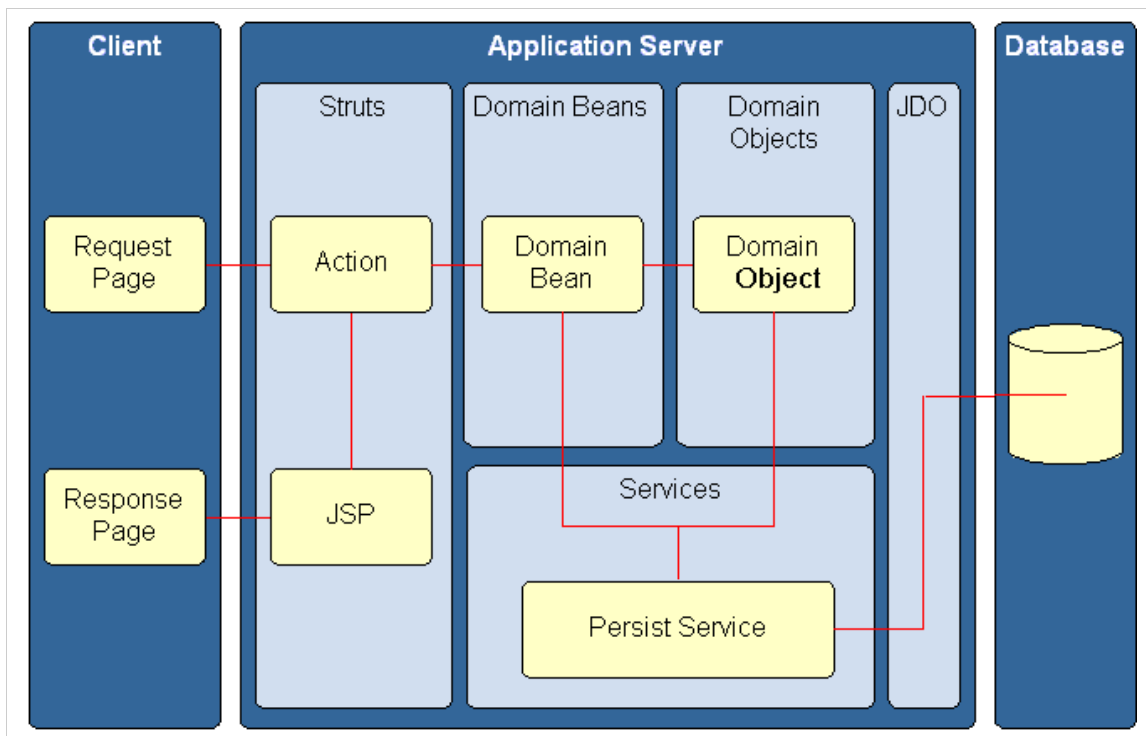 Client
Application Server
Database
Struts
Domain Beans
Domain
Objects
JDO
Request
Page
Action
Domain
Bean
Domain
Object
Response
Page
JSP
Services
Persist Service